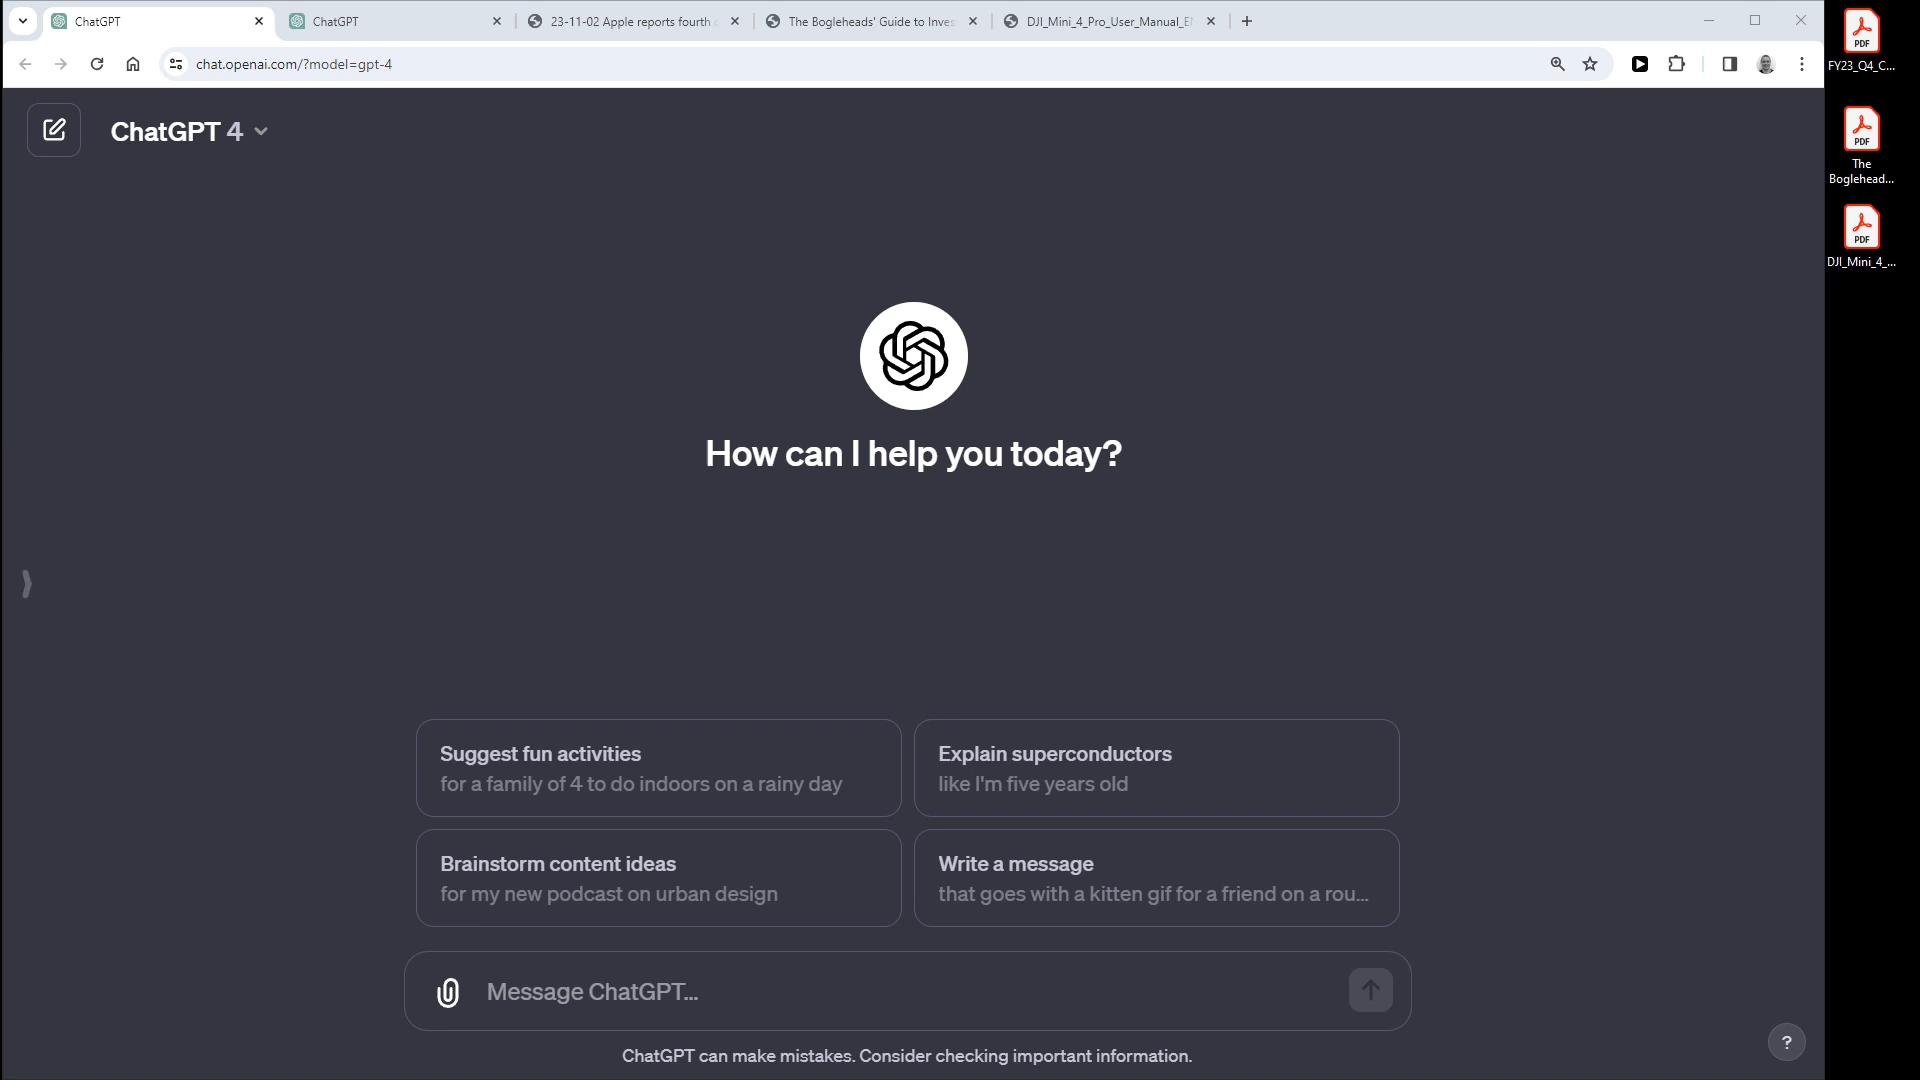 ChatGPT
ChatGPT
23-11-02 Apple reports fourth
The Bogleheads' Guide to Inves
DJI_Mini_4_Pro_User_Manual_E
chat.openai.com/?model=gpt-4
ChatGPT 4
How can I help you today?
Suggest fun activities
for a family of 4 to do indoors on a rainy day
Explain superconductors
like I'm five years old
Brainstorm content ideas
for my new podcast on urban design
Write a message
that goes with a kitten gif for a friend on a rou...
Message ChatGPT...
ChatGPT can make mistakes. Consider checking important information.
?
PDF
FY23_Q4_C...
PDF
The
Boglehead...
PDF
DJI_Mini_4_...